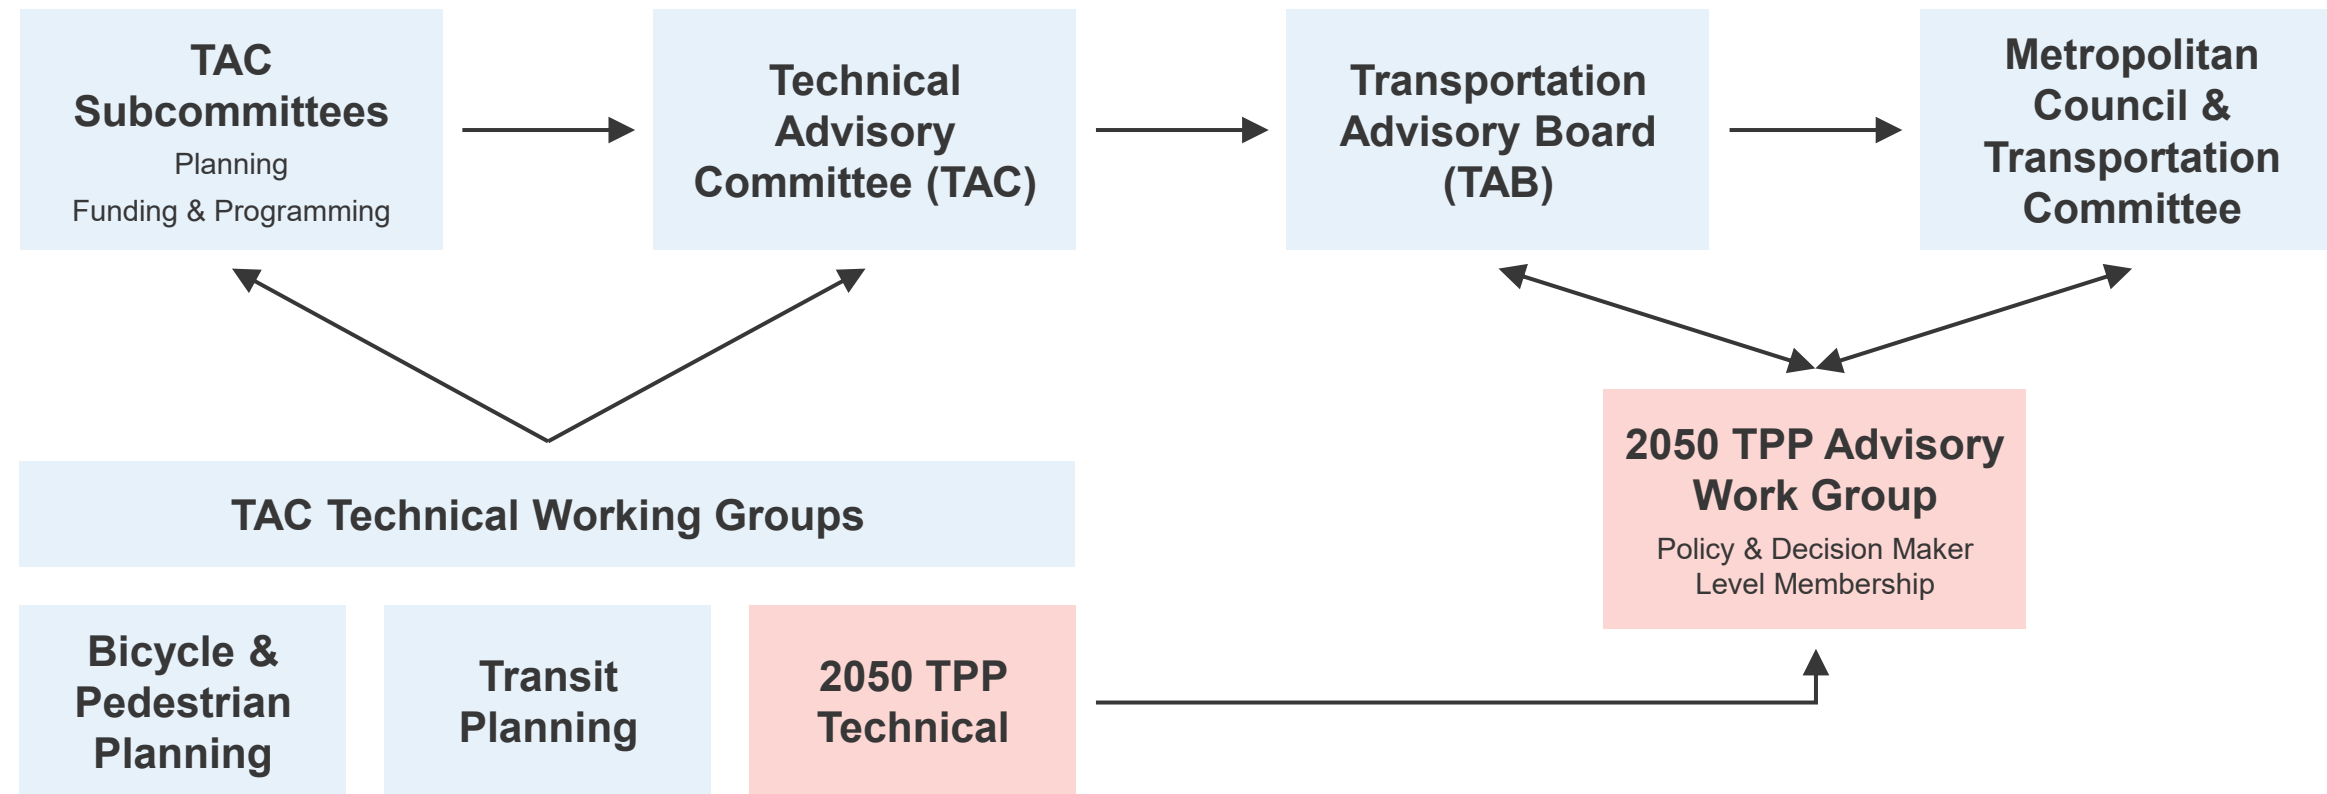 TAC
Subcommittees
Planning
Funding & Programming
Technical
Advisory
Committee (TAC)
Transportation
Advisory Board
(TAB)
Metropolitan
Council &
Transportation
Committee
TAC Technical Working Groups
2050 TPP Advisory
Work Group
Policy & Decision Maker
Level Membership
Bicycle &
Pedestrian
Planning
Transit
Planning
2050 TPP
Technical